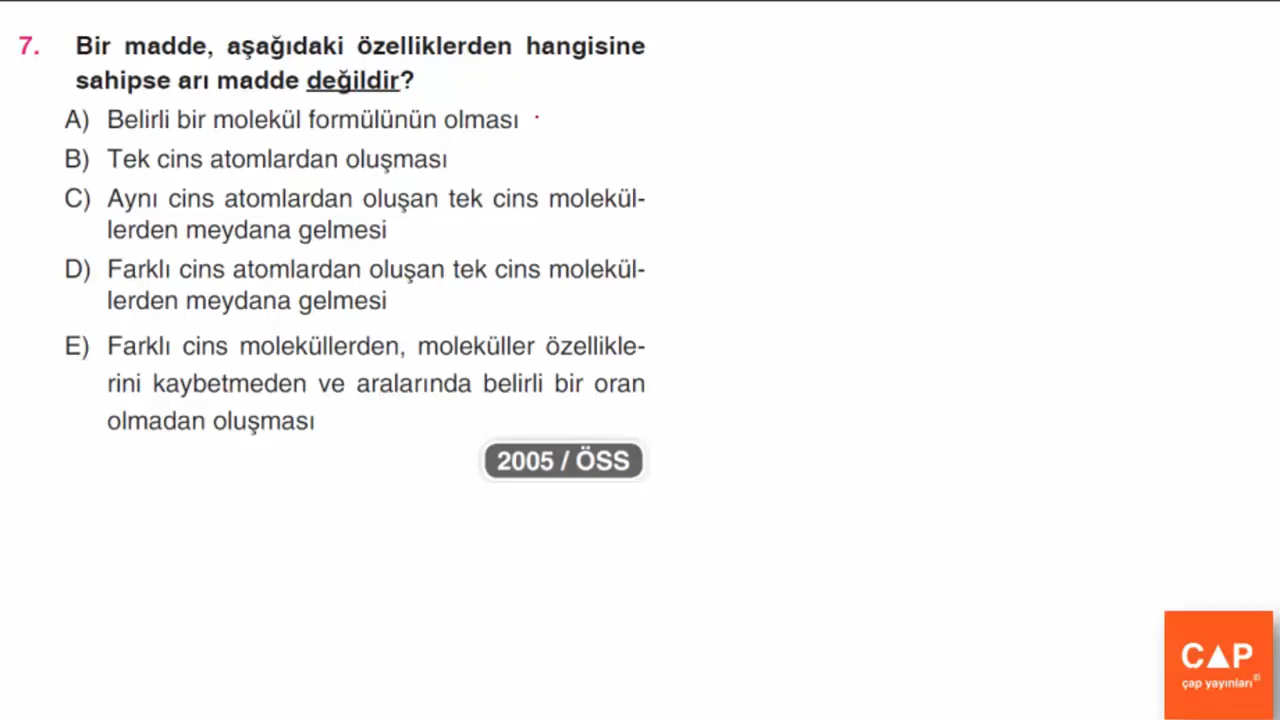 7. Bir madde, aşağıdaki özelliklerden hangisine
sahipse arı madde değildir?
A) Belirli bir molekül formülünün olması
B) Tek cins atomlardan oluşması
C) Aynı cins atomlardan oluşan tek cins molekül-
lerden meydana gelmesi
D) Farklı cins atomlardan oluşan tek cins molekül-
lerden meydana gelmesi
E) Farklı cins moleküllerden, moleküller özellikle-
rini kaybetmeden ve aralarında belirli bir oran
olmadan oluşması
2005 / ÖSS
ÇAP
çap yayınları©